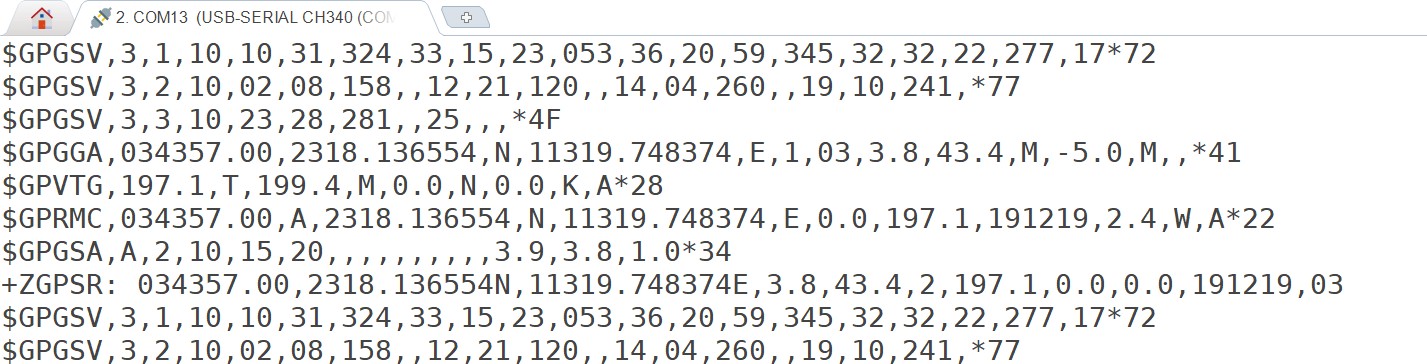 2. COM13 (USB-SERIAL CH340 (COM
$GPGSV,3,1,10,10,31,324,33,15,23,053,36,20,59,345,32,32,22,277,17*72
$GPGSV,3,2,10,02,08,158,,12,21,120,,14,04,260,,19,10,241,*77
$GPGSV,3,3,10,23,28,281,,25,,,*4F
$GPGGA,034357.00,2318.136554,N,11319.748374,E,1,03,3.8,43.4,M,-5.0,M,,*41
$GPVTG,197.1,T,199.4,M,0.0,N,0.0,K,A*28
$GPRMC,034357.00,A,2318.136554,N,11319.748374,E,0.0,197.1,191219,2.4,W,A*22
$GPGSA,A,2,10,15,20,,,,,,,,,,3.9,3.8,1.0*34
+ZGPSR: 034357.00,2318.136554N,11319.748374E,3.8,43.4,2,197.1,0.0,0.0,191219,03
$GPGSV,3,1,10,10,31,324,33,15,23,053,36,20,59,345,32,32,22,277,17*72
$GPGSV,3,2,10,02,08,158,,12,21,120,,14,04,260,,19,10,241,*77